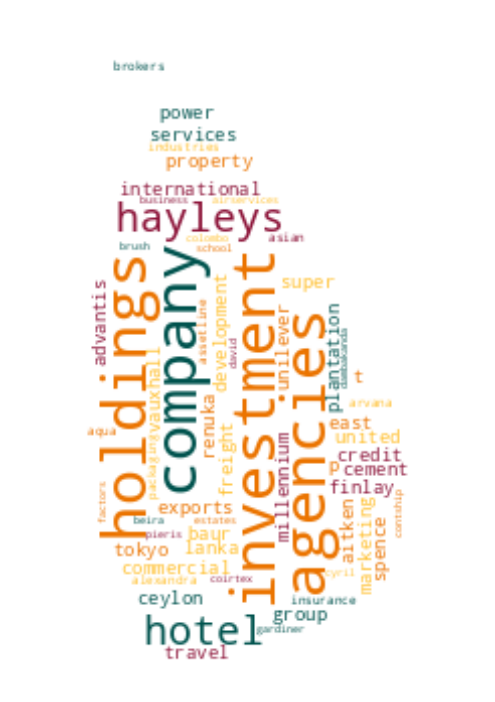 brokers
power
services
industries
property
international
business
airservices
hayleys
colombo
asian
brush
school
holdings
company
investment
agencies
advantis
super
development
assetline
unilever
plantation
dambakanda
david
vauxhall
renuka
t
arvana
aqua
east
united
packaging
freight
millennium
p
credit
cement
finlay
factors
exports
contship
beira
estates
pieris
baur
aitken
marketing
spence
tokyo
lanka
commercial
alexandra
coirtex
cyril
ceylon
insurance
group
hotel
gardiner
travel